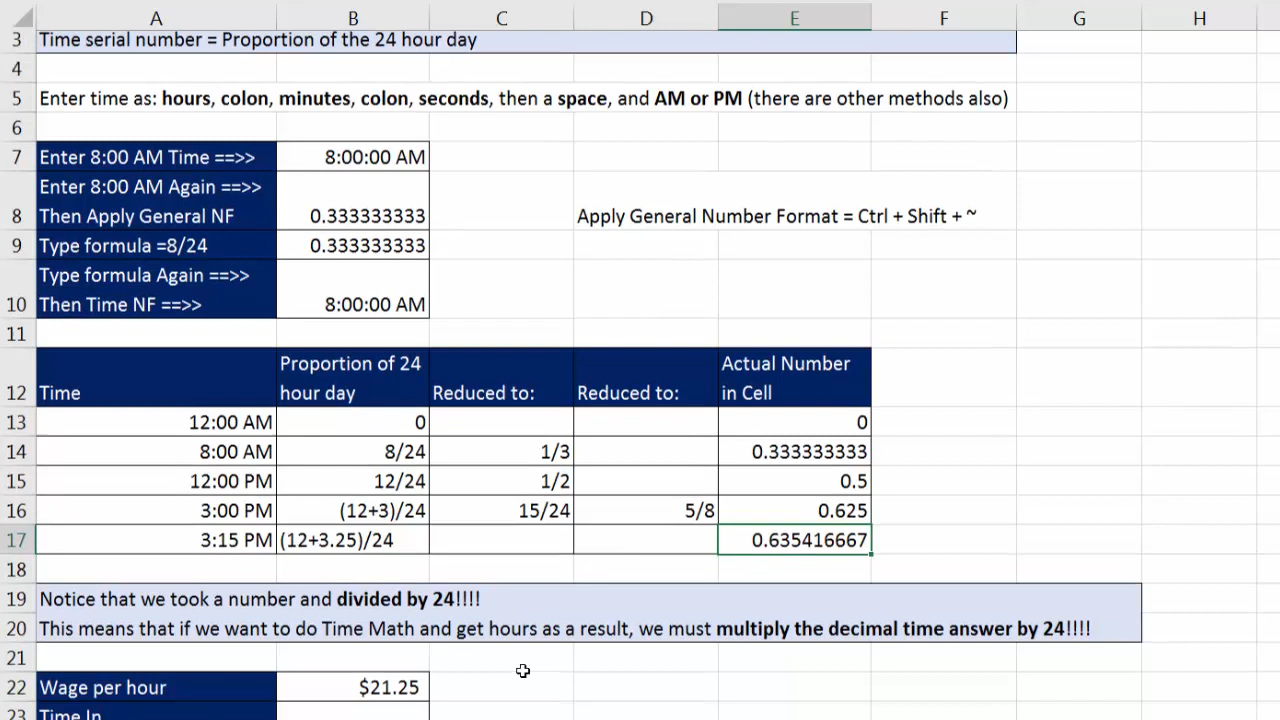 A B C D E F G H
3 Time serial number = Proportion of the 24 hour day
4
5 Enter time as: hours, colon, minutes, colon, seconds, then a space, and AM or PM (there are other methods also)
6
7 Enter 8:00 AM Time ==>> 8:00:00 AM
Enter 8:00 AM Again ==>>
8 Then Apply General NF 0.333333333 Apply General Number Format = Ctrl + Shift + ~
9 Type formula =8/24 0.333333333
Type formula Again ==>>
10 Then Time NF ==>> 8:00:00 AM
11
Proportion of 24 Actual Number
12 Time hour day Reduced to: Reduced to: in Cell
13 12:00 AM 0 0
14 8:00 AM 8/24 1/3 0.333333333
15 12:00 PM 12/24 1/2 0.5
16 3:00 PM (12+3)/24 15/24 5/8 0.625
17 3:15 PM (12+3.25)/24 0.635416667
18
19 Notice that we took a number and divided by 24!!!!
20 This means that if we want to do Time Math and get hours as a result, we must multiply the decimal time answer by 24!!!!
21
22 Wage per hour $21.25
23 Time In